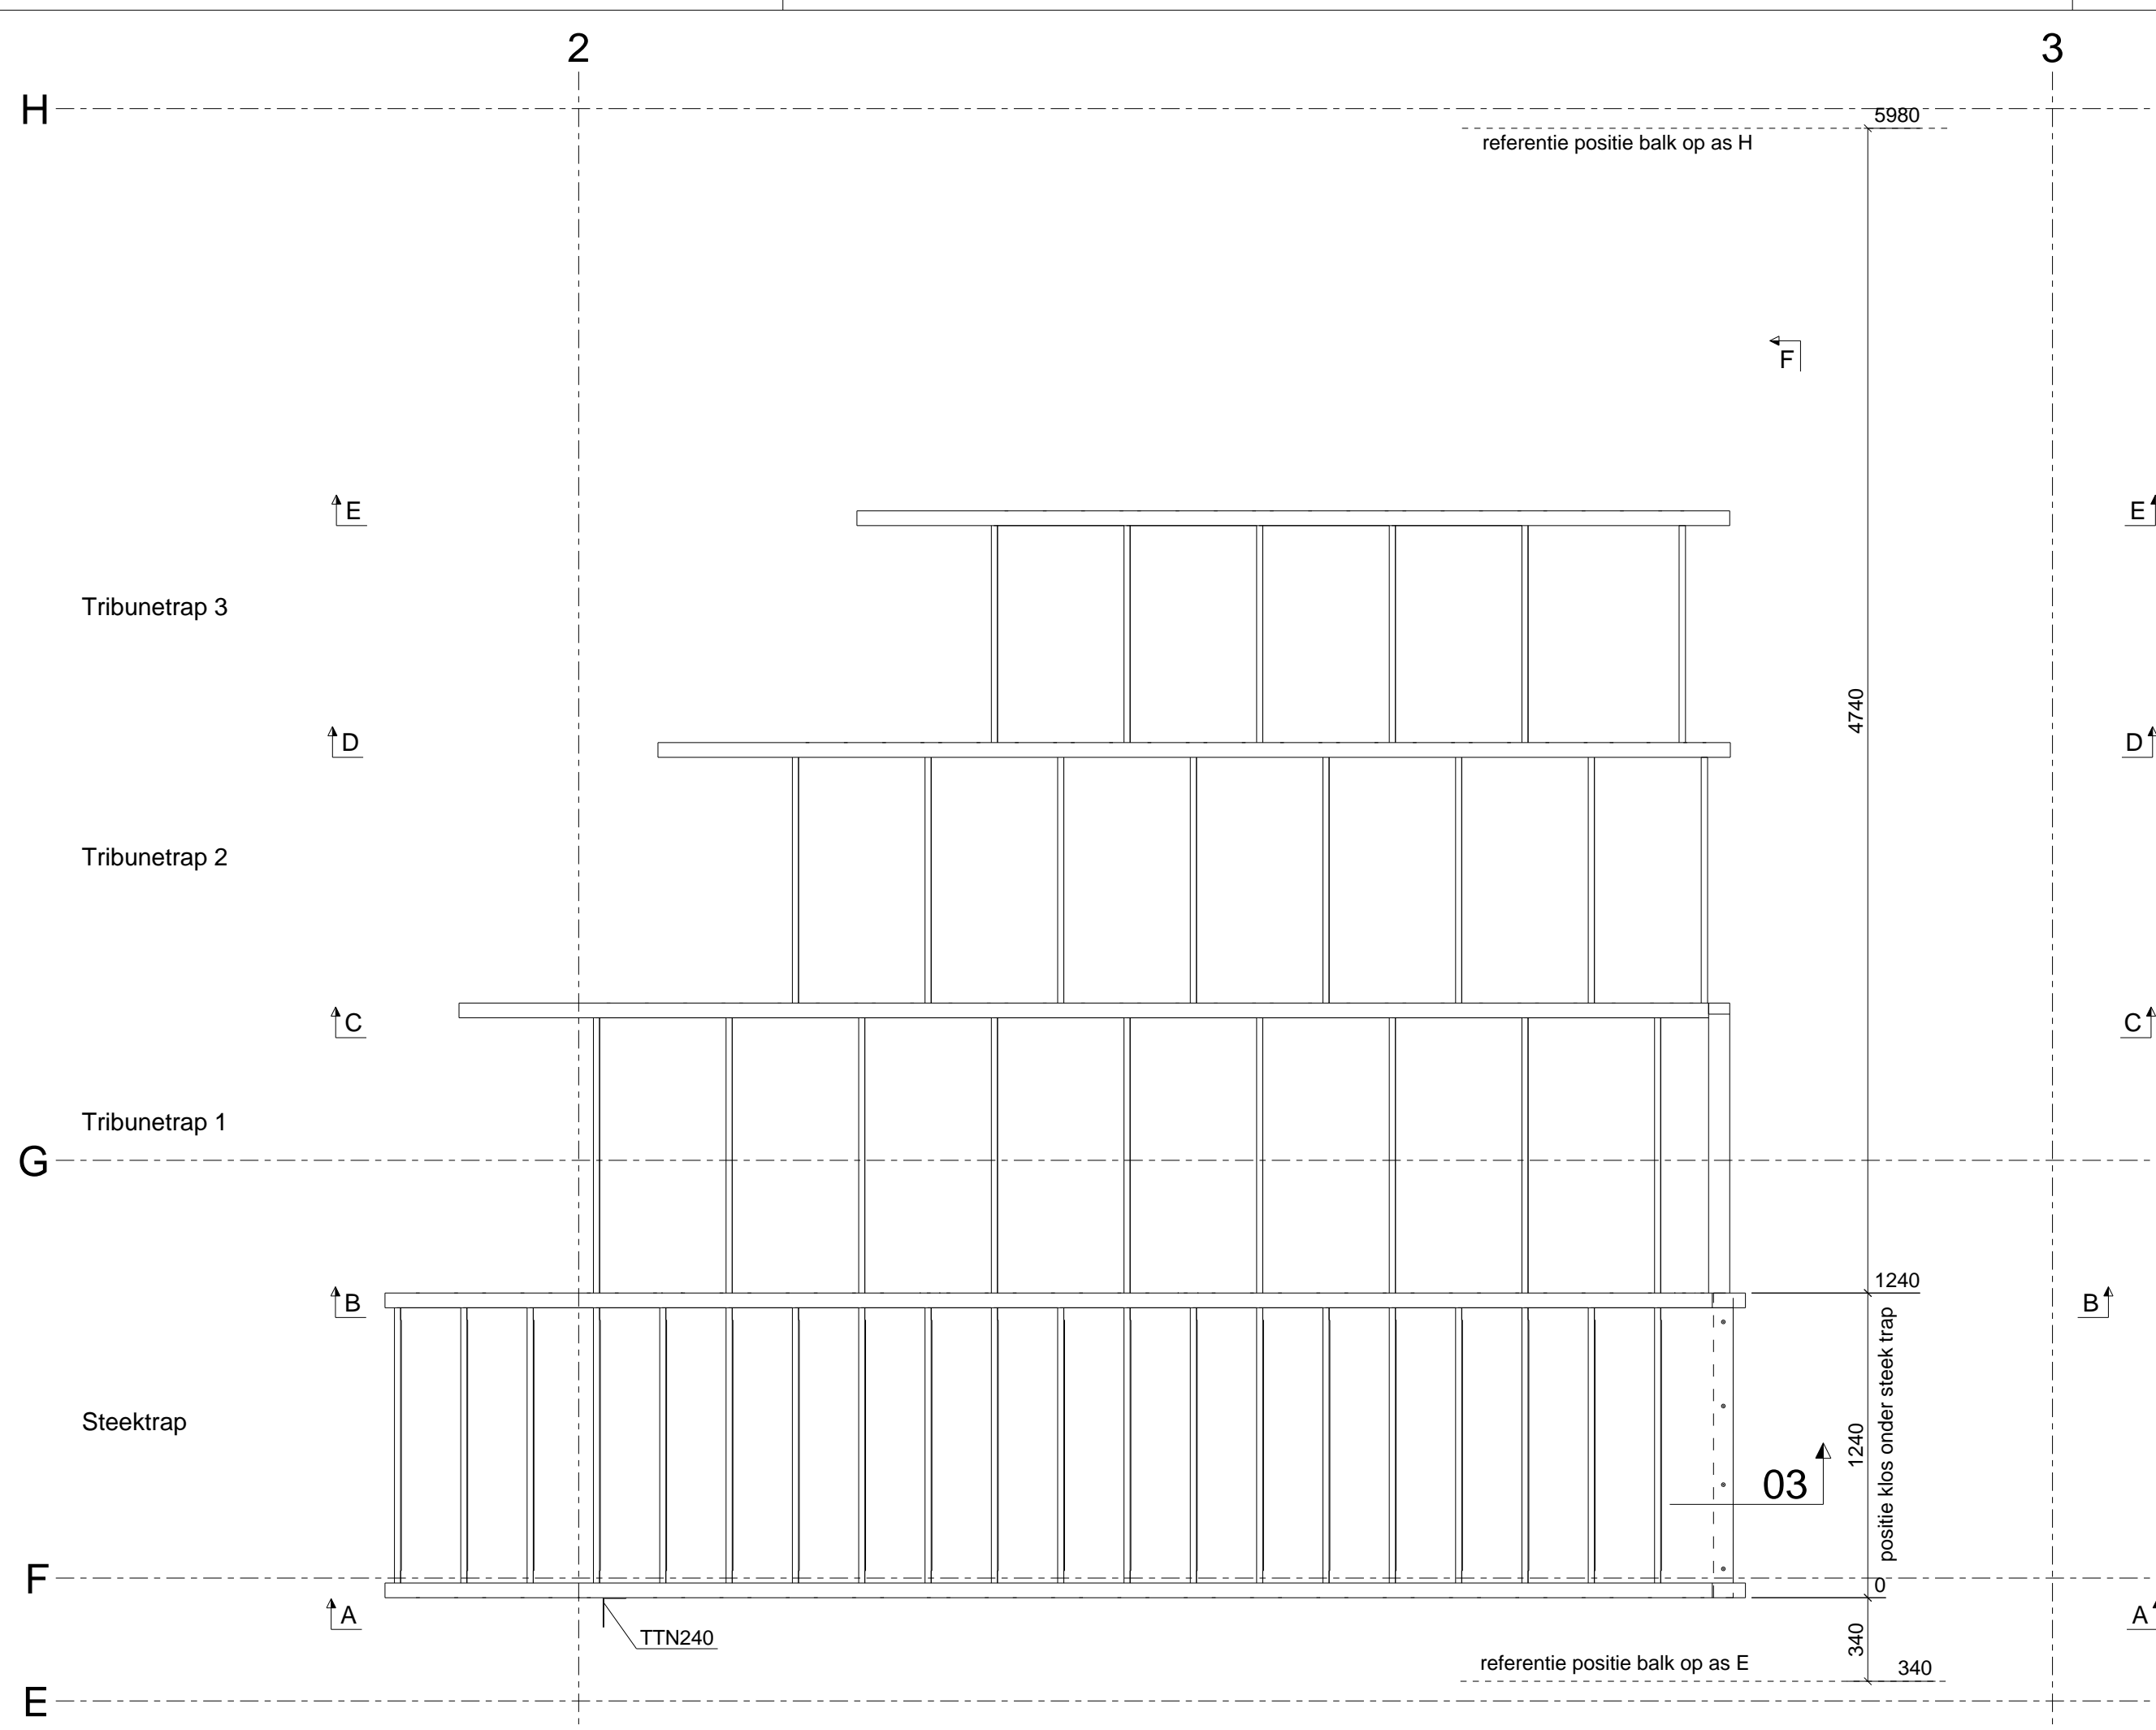 2
3
H
5980
referentie positie balk op as H
F
E
E
Tribunetrap 3
4740
D
D
Tribunetrap 2
C
C
Tribunetrap 1
G
1240
B
B
positie klos onder steek trap
Steektrap
1240
03
F
0
A
A
TTN240
340
referentie positie balk op as E
340
E